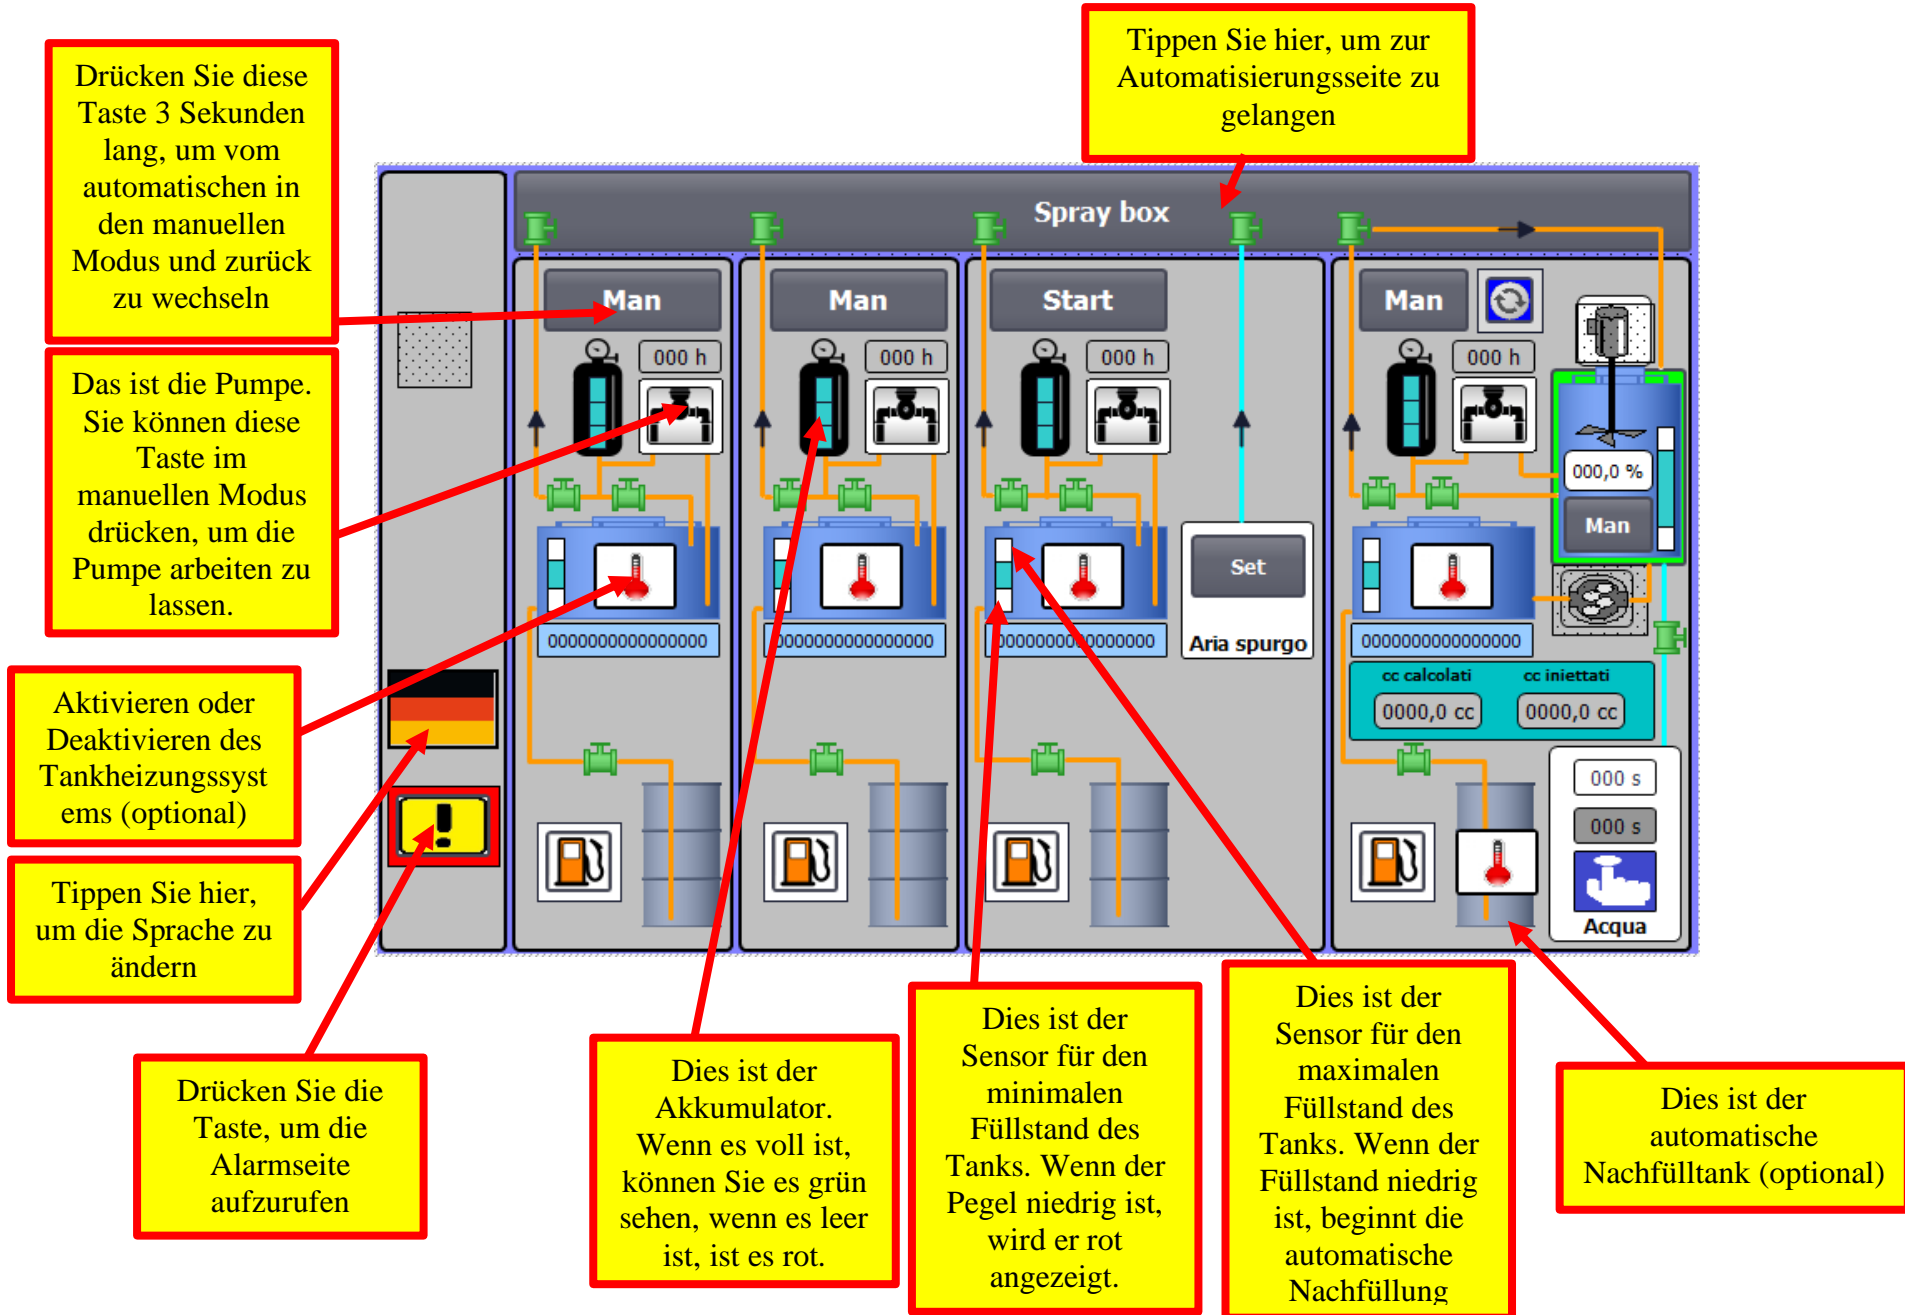 Tippen Sie hier, um zur
Automatisierungsseite zu
gelangen
Drücken Sie diese
Taste 3 Sekunden
lang, um vom
automatischen in
den manuellen
Modus und zurück
zu wechseln
Das ist die Pumpe.
Sie können diese
Taste im
manuellen Modus
drücken, um die
Pumpe arbeiten zu
lassen.
Aktivieren oder
Deaktivieren des
Tankheizungssyst
ems (optional)
Tippen Sie hier,
um die Sprache zu
ändern
Drücken Sie die
Taste, um die
Alarmseite
aufzurufen
Spray box
Man
Man
Start
Man
000 h
000 h
000 h
000 h
000,0 %
Man
Set
Aria spurgo
0000000000000000
0000000000000000
0000000000000000
0000000000000000
cc calcolati
cc iniettati
0000,0 cc
0000,0 cc
000 s
000 s
Acqua
Dies ist der
Akkumulator.
Wenn es voll ist,
können Sie es grün
sehen, wenn es leer
ist, ist es rot.
Dies ist der
Sensor für den
minimalen
Füllstand des
Tanks. Wenn der
Pegel niedrig ist,
wird er rot
angezeigt.
Dies ist der
Sensor für den
maximalen
Füllstand des
Tanks. Wenn der
Füllstand niedrig
ist, beginnt die
automatische
Nachfüllung
Dies ist der
automatische
Nachfülltank (optional)